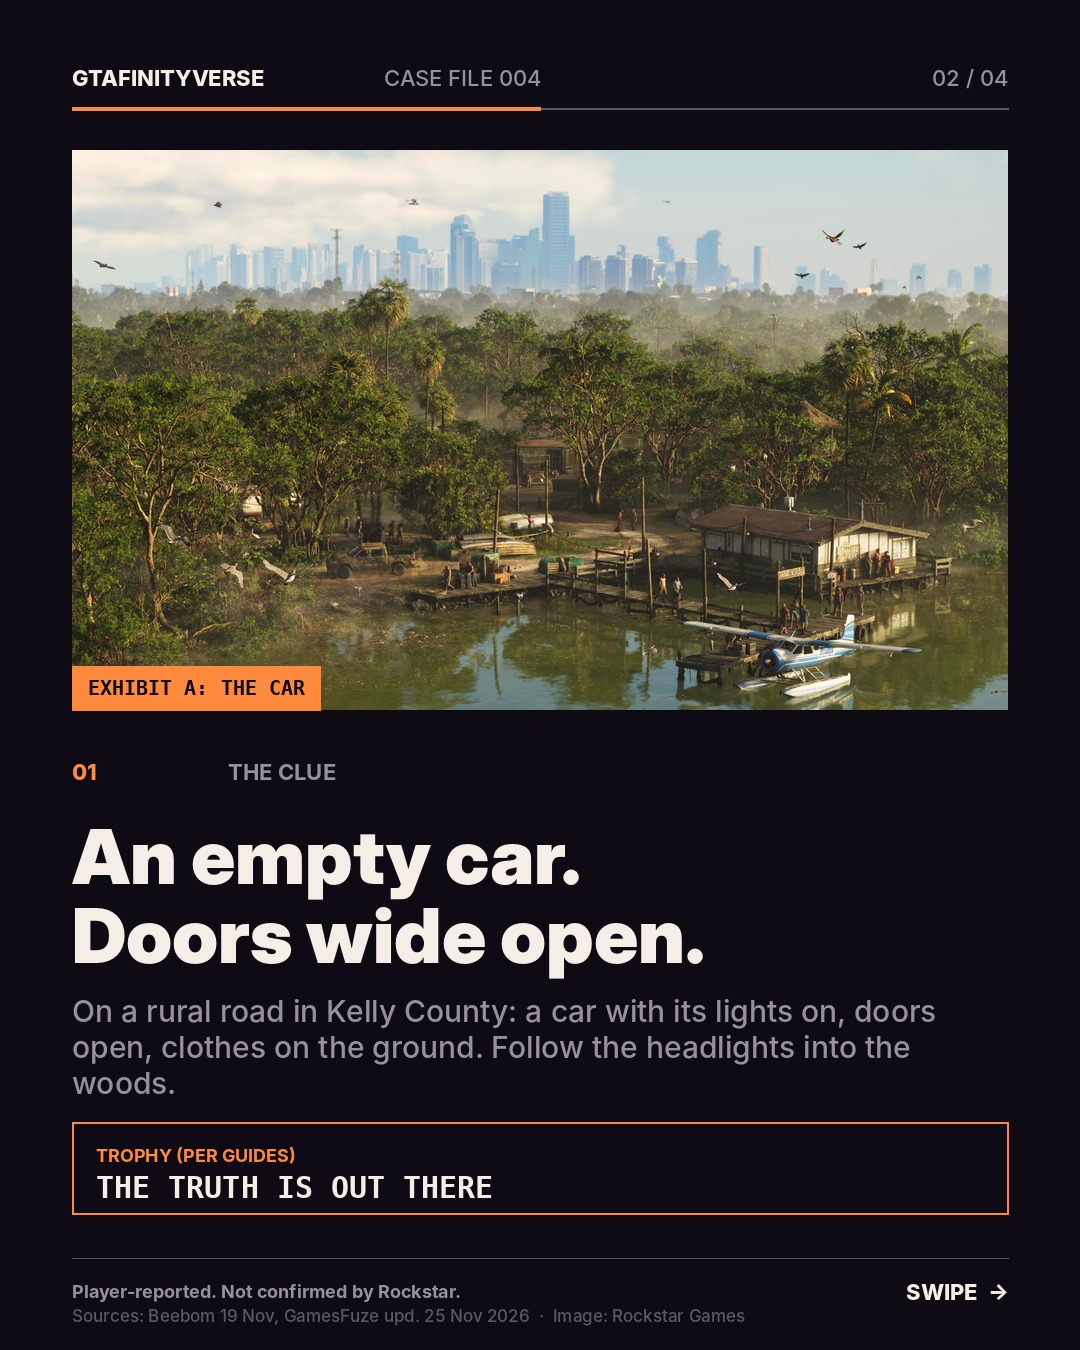 GTAFINITYVERSE CASE FILE 004 02 / 04
EXHIBIT A: THE CAR
01 THE CLUE
An empty car.
Doors wide open.
On a rural road in Kelly County: a car with its lights on, doors
open, clothes on the ground. Follow the headlights into the
woods.
TROPHY (PER GUIDES)
THE TRUTH IS OUT THERE
Player-reported. Not confirmed by Rockstar.
SWIPE →
Sources: Beebom 19 Nov, GamesFuze upd. 25 Nov 2026 · Image: Rockstar Games